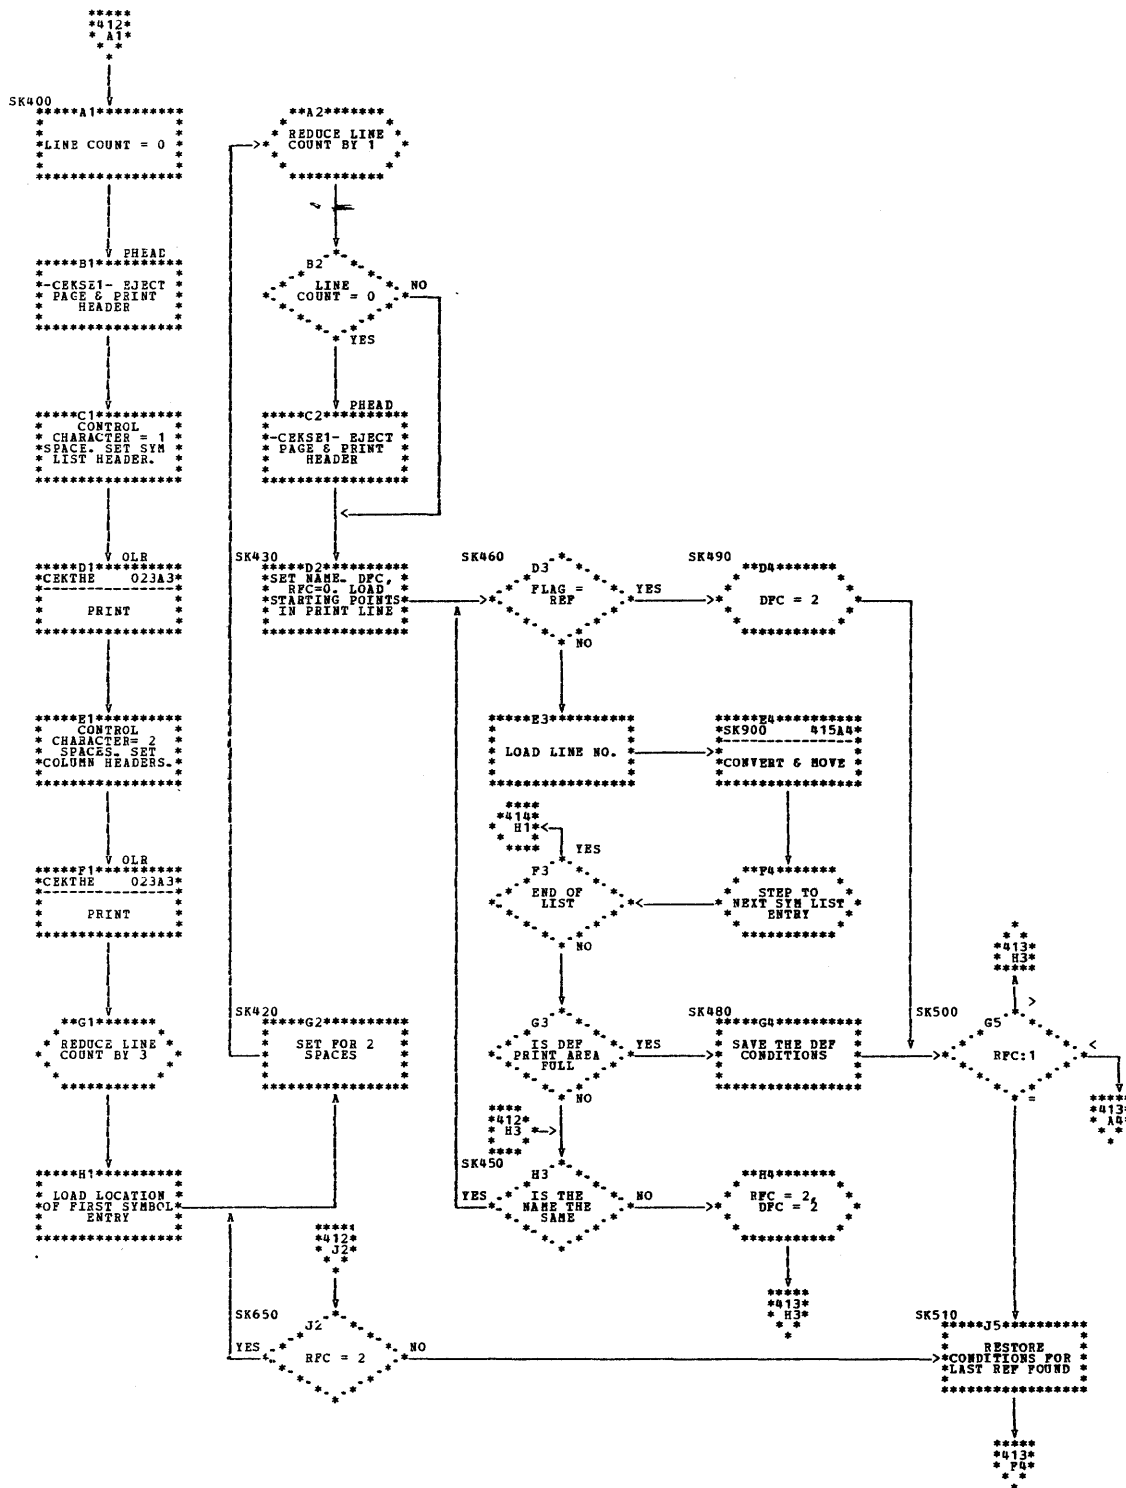 *412*
A1
SK400
A1
LINE COUNT = 0
PHEAD
B1
-CEKSE1- EJECT
PAGE & PRINT
HEADER
C1
CONTROL
CHARACTER = 1
SPACE. SET SYM
LIST HEADER.
OLR
D1
CEKTHE 023A3
PRINT
E1
CONTROL
CHARACTER= 2
SPACES. SET
COLUMN HEADERS.
OLR
F1
CEKTHE 023A3
PRINT
G1
REDUCE LINE
COUNT BY 3
H1
LOAD LOCATION
OF FIRST SYMBOL
ENTRY
A
A2
REDUCE LINE
COUNT BY 1
B2
LINE
COUNT = 0
NO
YES
PHEAD
C2
-CEKSE1- EJECT
PAGE & PRINT
HEADER
SK430
D2
SET NAME. DFC,
RFC=0. LOAD
STARTING POINTS
IN PRINT LINE
A
SK420
G2
SET FOR 2
SPACES
A
*412*
J2
SK650
J2
RFC = 2
YES
NO
SK460
D3
FLAG =
REF
YES
NO
E3
LOAD LINE NO.
*414*
H1
YES
F3
END OF
LIST
NO
G3
IS DEF
PRINT AREA
FULL
YES
NO
*412*
H3
SK450
H3
IS THE
NAME THE
SAME
YES
NO
SK490
D4
DFC = 2
E4
SK900 415A4
CONVERT & MOVE
F4
STEP TO
NEXT SYM LIST
ENTRY
SK480
G4
SAVE THE DEF
CONDITIONS
H4
RFC = 2,
DFC = 2
*413*
H3
*413*
H3
A
>
SK500
G5
RFC:1
<
=
*413*
A4
SK510
J5
RESTORE
CONDITIONS FOR
LAST REF FOUND
*413*
F4